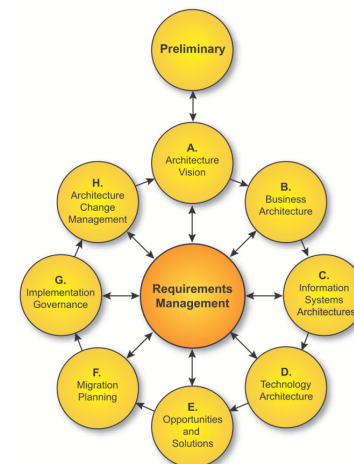 Preliminary
A.
Architecture
Vision
B.
Business
Architecture
C.
Information
Systems
Architectures
D.
Technology
Architecture
E.
Opportunities
and
Solutions
F.
Migration
Planning
G.
Implementation
Governance
H.
Architecture
Change
Management
Requirements
Management